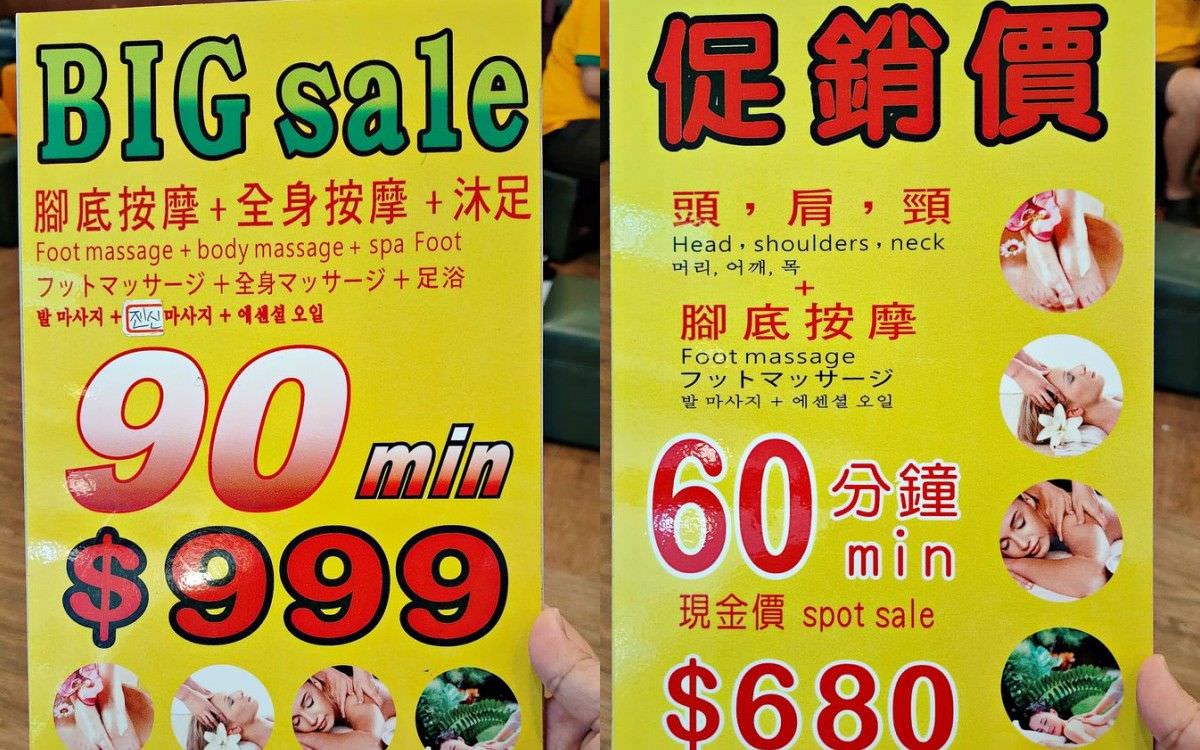 BIG sale
腳底按摩+全身按摩+沐足
Foot massage + body massage + spa Foot
フットマッサージ+全身マッサージ+足浴
발 마사지 + 전신 마사지 + 에센셜 오일
90 min
$999
促銷價
頭，肩，頸
Head，shoulders，neck
머리, 어깨, 목
+
腳底按摩
Foot massage
フットマッサージ
발 마사지 + 에센셜 오일
60 分鐘
min
現金價 spot sale
$680